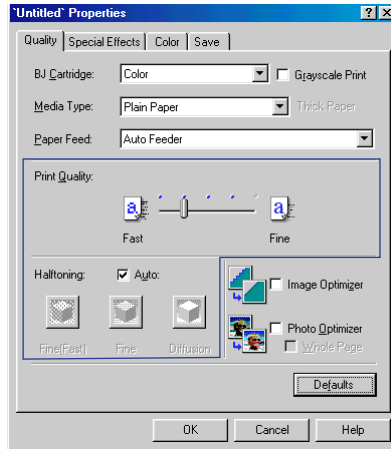 `Untitled` Properties
Quality Special Effects Color Save
BJ Cartridge: Color Grayscale Print
Media Type: Plain Paper Thick Paper
Paper Feed: Auto Feeder
Print Quality:
a a
Fast Fine
Halftoning: Auto:
Image Optimizer
Photo Optimizer
Fine(Fast) Fine Diffusion Whole Page
Defaults
OK Cancel Help